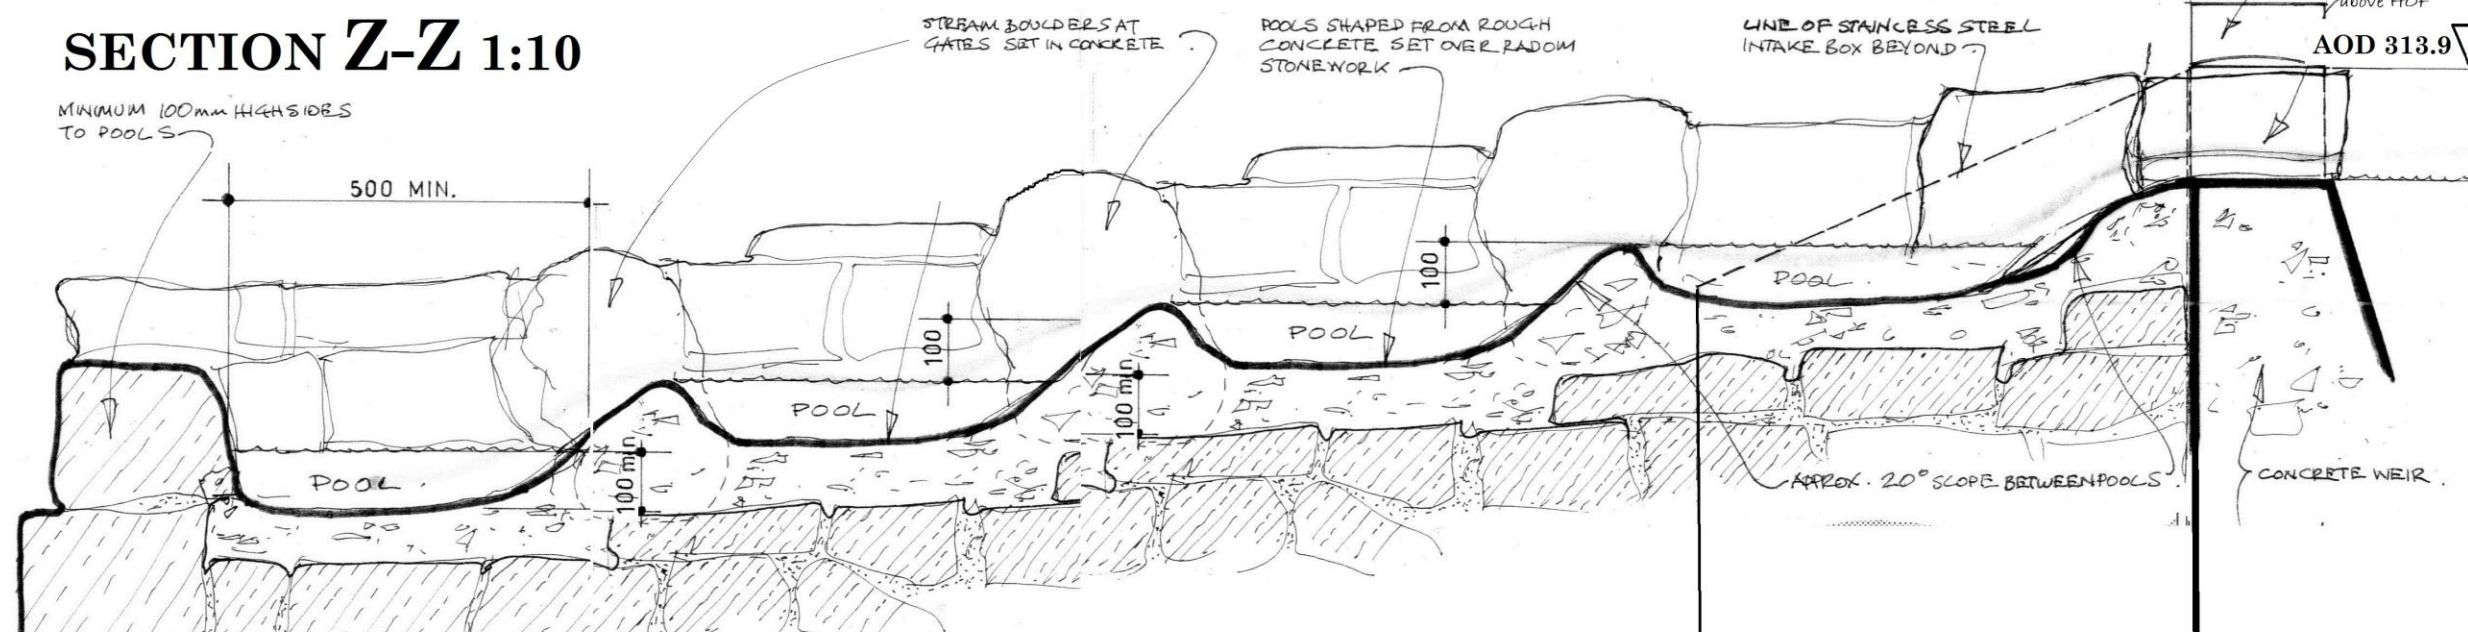 SECTION Z-Z 1:10
MINIMUM 100mm HIGH SIDES
TO POOLS
STREAM BOULDERS AT
GATES SET IN CONCRETE
POOLS SHAPED FROM ROUGH
CONCRETE SET OVER RADOM
STONEWORK
LINE OF STAINLESS STEEL
INTAKE BOX BEYOND
above HOF
AOD 313.9
500 MIN.
100
100
POOL
POOL
POOL
POOL
100 min
100 min
APPROX. 20° SLOPE BETWEEN POOLS.
CONCRETE WEIR.